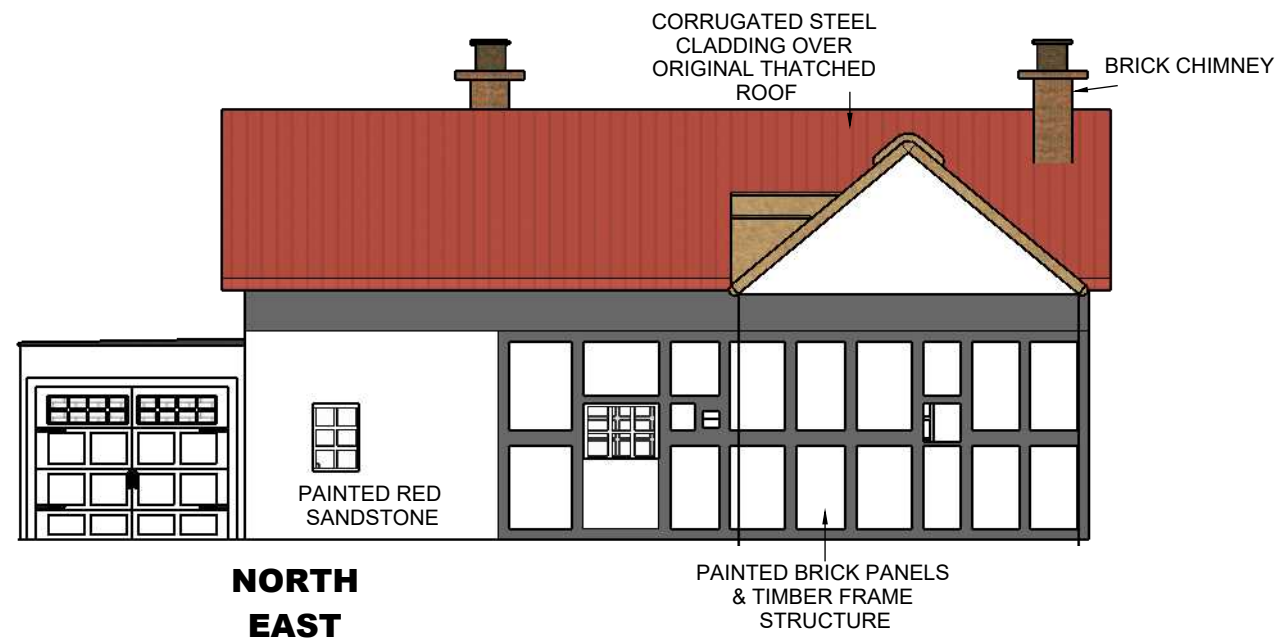 CORRUGATED STEEL
CLADDING OVER
ORIGINAL THATCHED
ROOF
BRICK CHIMNEY
PAINTED RED
SANDSTONE
PAINTED BRICK PANELS
& TIMBER FRAME
STRUCTURE
NORTH
EAST